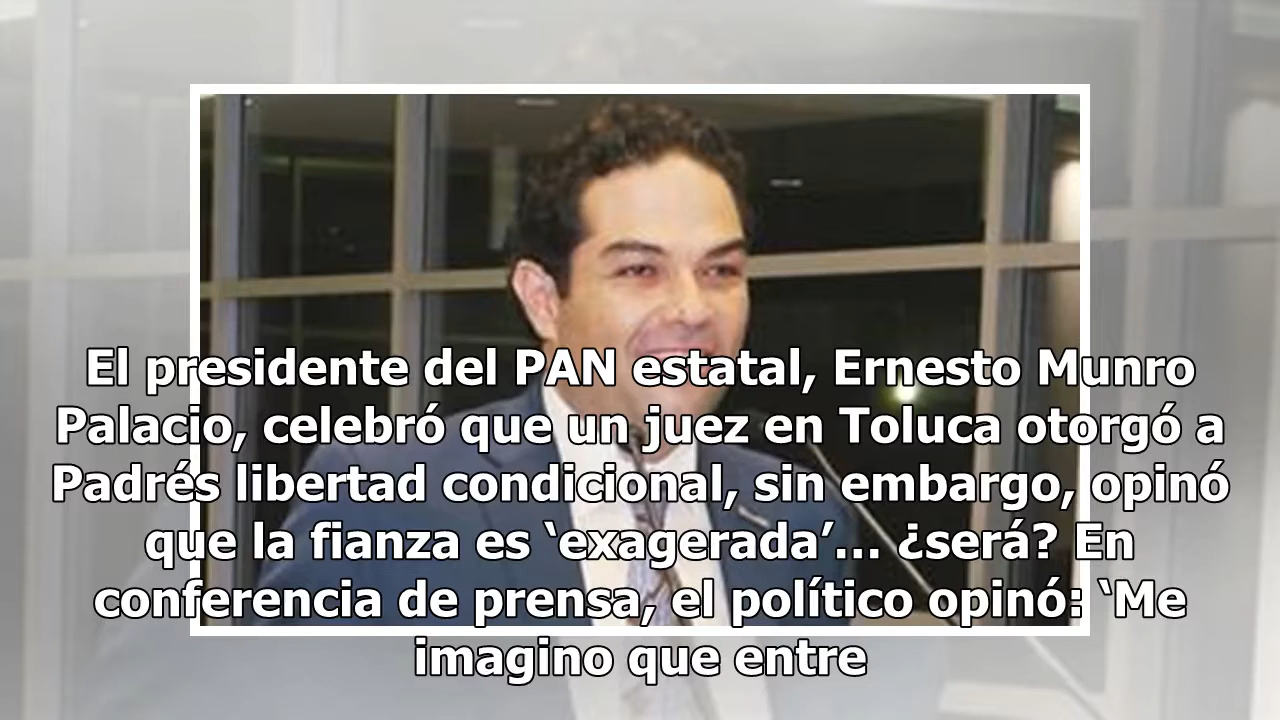 El presidente del PAN estatal, Ernesto Munro
Palacio, celebró que un juez en Toluca otorgó a
Padrés libertad condicional, sin embargo, opinó
que la fianza es ‘exagerada’... ¿será? En
conferencia de prensa, el político opinó: ‘Me
imagino que entre